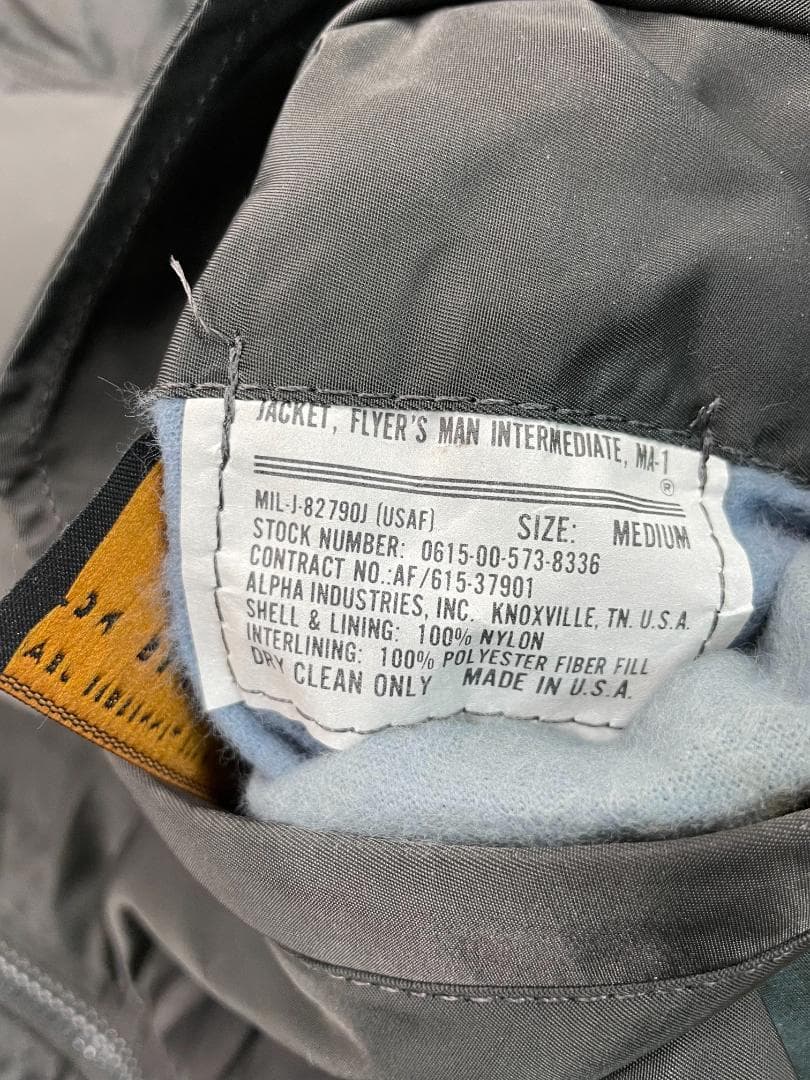 JACKET, FLYER'S MAN INTERMEDIATE, MA-1
®
MIL-J-82790J (USAF) SIZE: MEDIUM
STOCK NUMBER: 0615-00-573-8336
CONTRACT NO.:AF/615-37901
ALPHA INDUSTRIES, INC. KNOXVILLE, TN. U.S.A.
SHELL & LINING: 100% NYLON
INTERLINING: 100% POLYESTER FIBER FILL
DRY CLEAN ONLY MADE IN U.S.A.